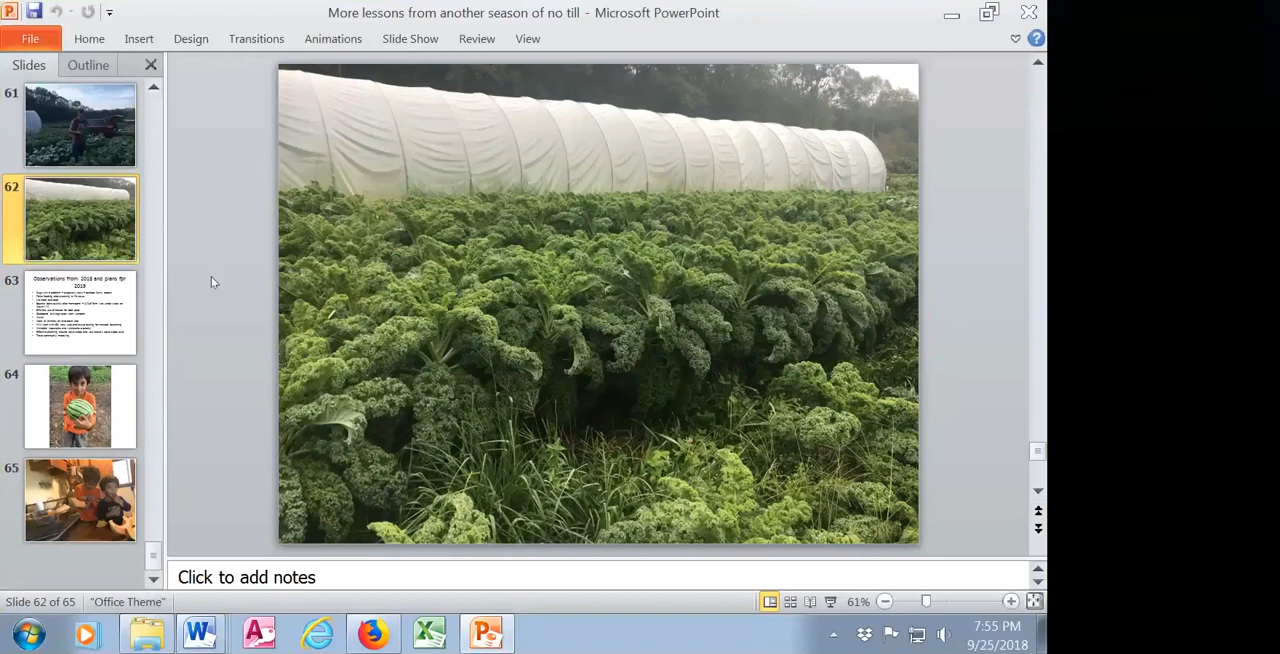 More lessons from another season of no till - Microsoft PowerPoint
File Home Insert Design Transitions Animations Slide Show Review View
Slides Outline
61
62
63
Observations from 2018 and plans for
2019
64
65
Click to add notes
Slide 62 of 65 "Office Theme" 61%
7:55 PM
9/25/2018